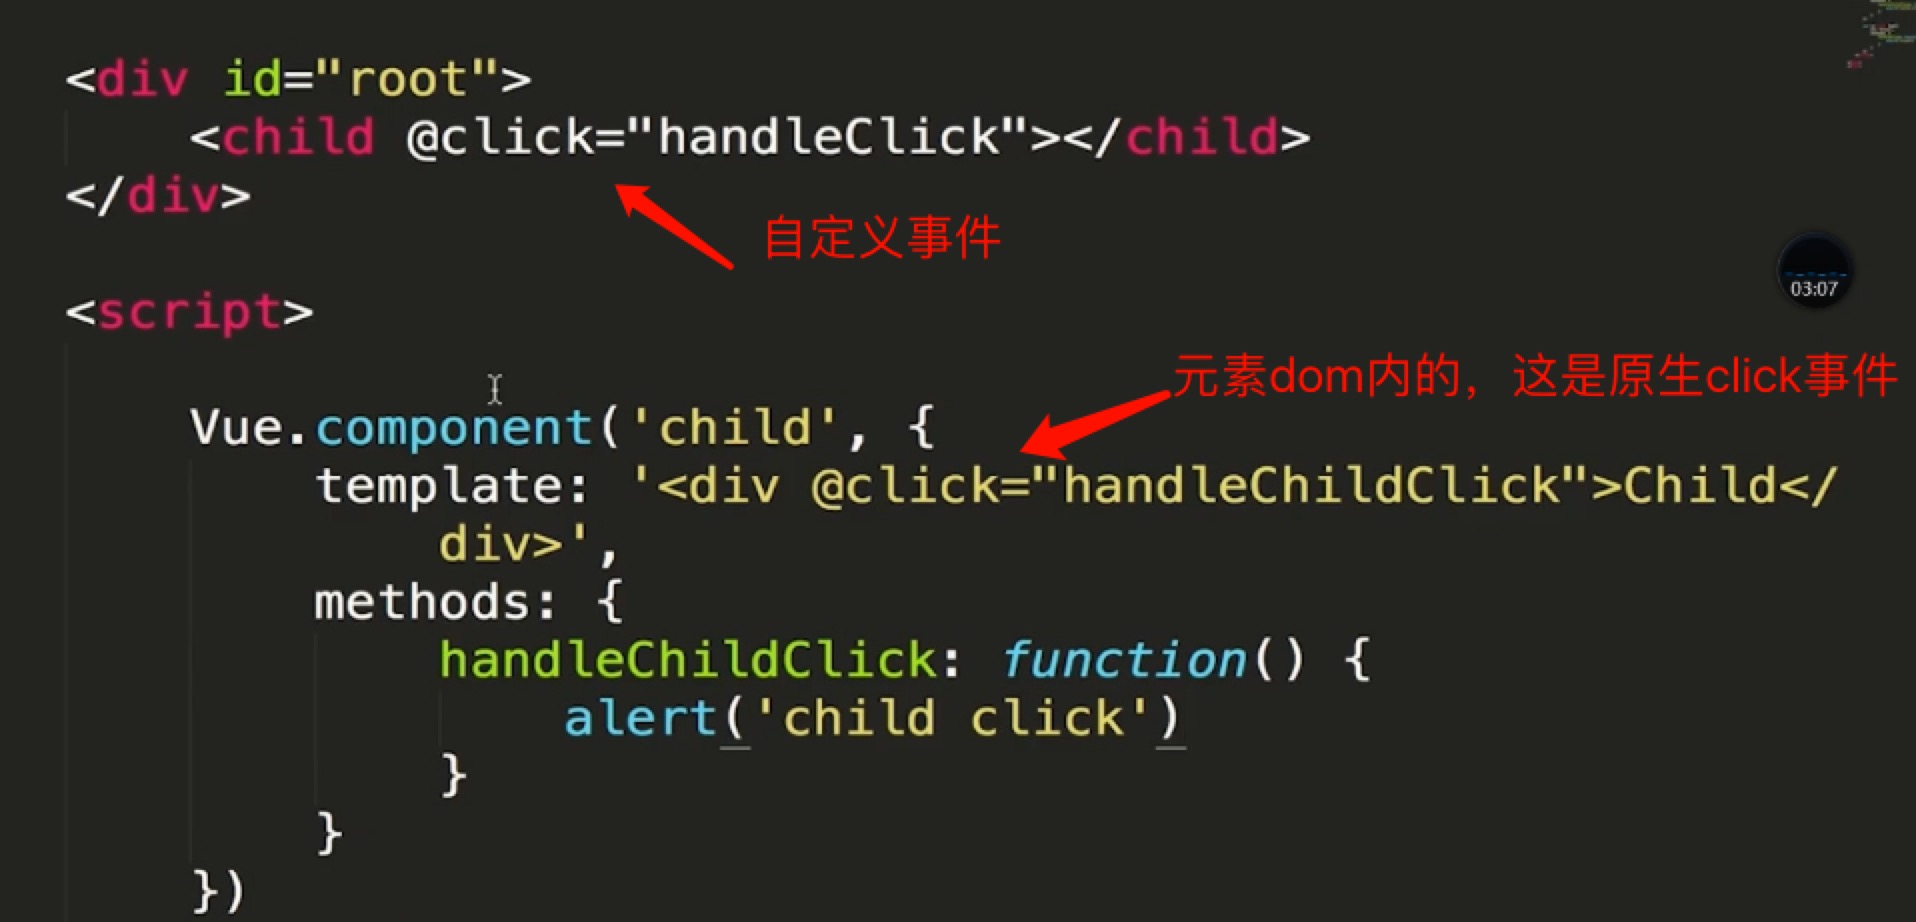 <div id="root">
<child @click="handleClick"></child>
</div>
自定义事件
03:07
<script>
元素dom内的，这是原生click事件
Vue.component('child', {
template: '<div @click="handleChildClick">Child</
div>',
methods: {
handleChildClick: function() {
alert('child click')
}
}
})